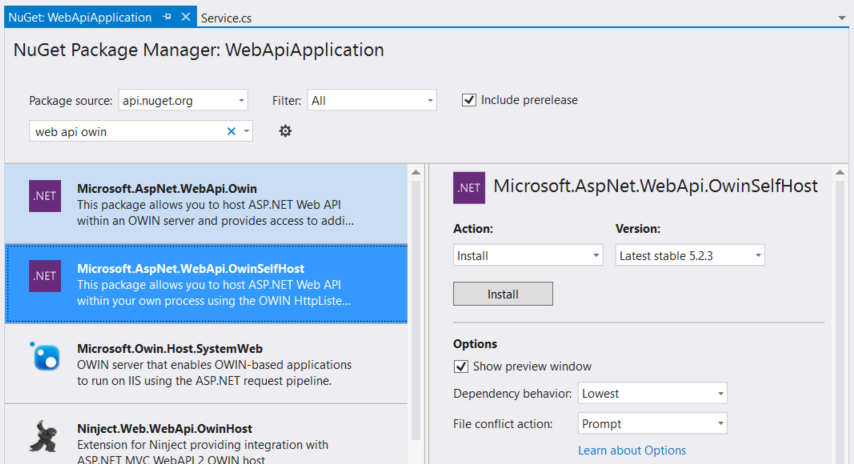 NuGet: WebApiApplication
Service.cs
NuGet Package Manager: WebApiApplication
Package source: api.nuget.org Filter: All Include prerelease
web api owin
.NET
Microsoft.AspNet.WebApi.Owin
This package allows you to host ASP.NET Web API
within an OWIN server and provides access to addi...
.NET
Microsoft.AspNet.WebApi.OwinSelfHost
This package allows you to host ASP.NET Web API
within your own process using the OWIN HttpListe...
Microsoft.Owin.Host.SystemWeb
OWIN server that enables OWIN-based applications
to run on IIS using the ASP.NET request pipeline.
Ninject.Web.WebApi.OwinHost
Extension for Ninject providing integration with
ASP.NET MVC WebAPI 2 OWIN host
.NET
Microsoft.AspNet.WebApi.OwinSelfHost
Action: Version:
Install Latest stable 5.2.3
Install
Options
Show preview window
Dependency behavior: Lowest
File conflict action: Prompt
Learn about Options